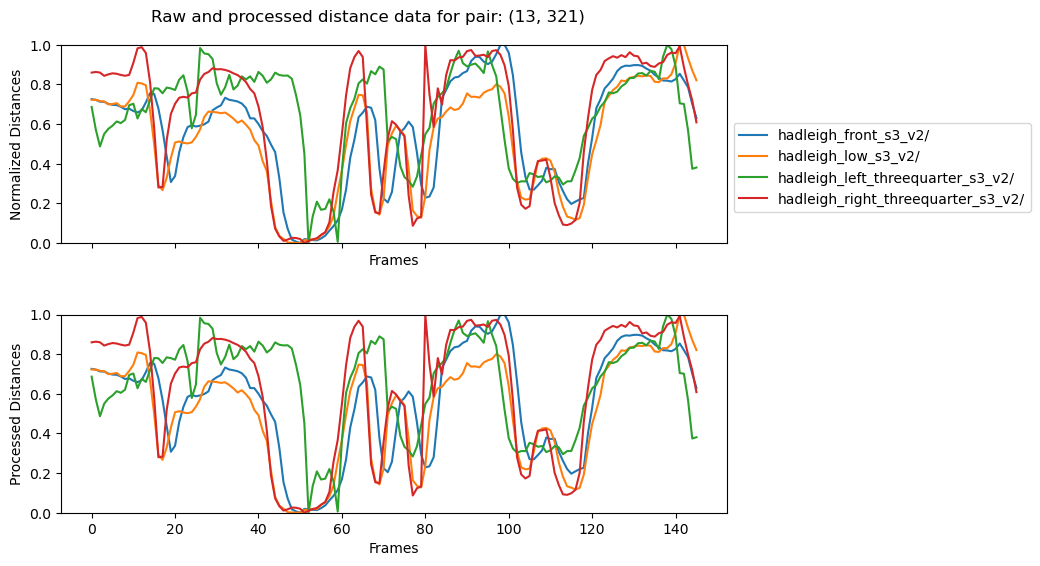 Raw and processed distance data for pair: (13, 321)
1.0
0.8
0.6
0.4
0.2
0.0
Normalized Distances
Frames
hadleigh_front_s3_v2/
hadleigh_low_s3_v2/
hadleigh_left_threequarter_s3_v2/
hadleigh_right_threequarter_s3_v2/
1.0
0.8
0.6
0.4
0.2
0.0
Processed Distances
0 20 40 60 80 100 120 140
Frames